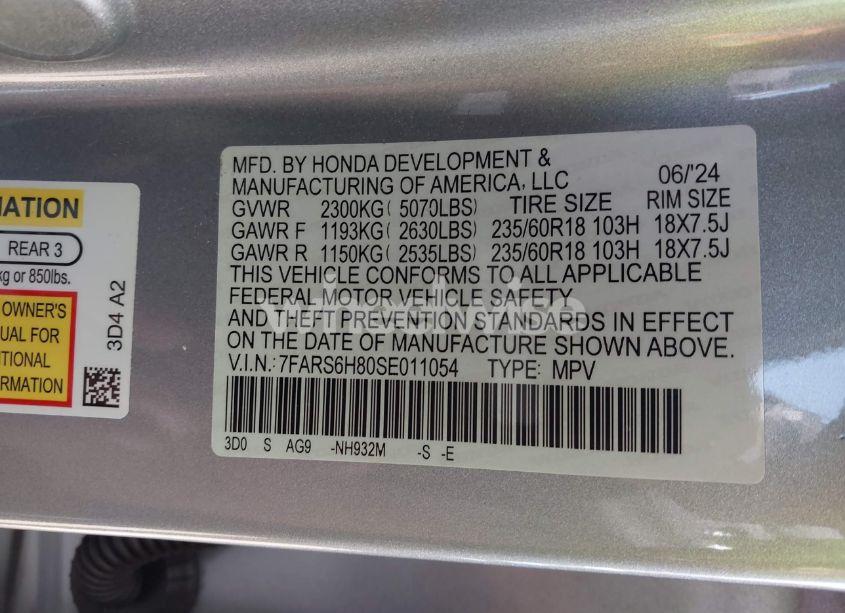 MATION
REAR 3
kg or 850lbs.
OWNER'S
UAL FOR
ITIONAL
ORMATION
3D4 A2
MFD. BY HONDA DEVELOPMENT & 06/'24
MANUFACTURING OF AMERICA, LLC
GVWR 2300KG( 5070LBS) TIRE SIZE RIM SIZE
GAWR F 1193KG( 2630LBS) 235/60R18 103H 18X7.5J
GAWR R 1150KG( 2535LBS) 235/60R18 103H 18X7.5J
THIS VEHICLE CONFORMS TO ALL APPLICABLE
FEDERAL MOTOR VEHICLE SAFETY
AND THEFT PREVENTION STANDARDS IN EFFECT
ON THE DATE OF MANUFACTURE SHOWN ABOVE.
V.I.N.: 7FARS6H80SE011054 TYPE: MPV
3D0 S AG9 -NH932M -S -E